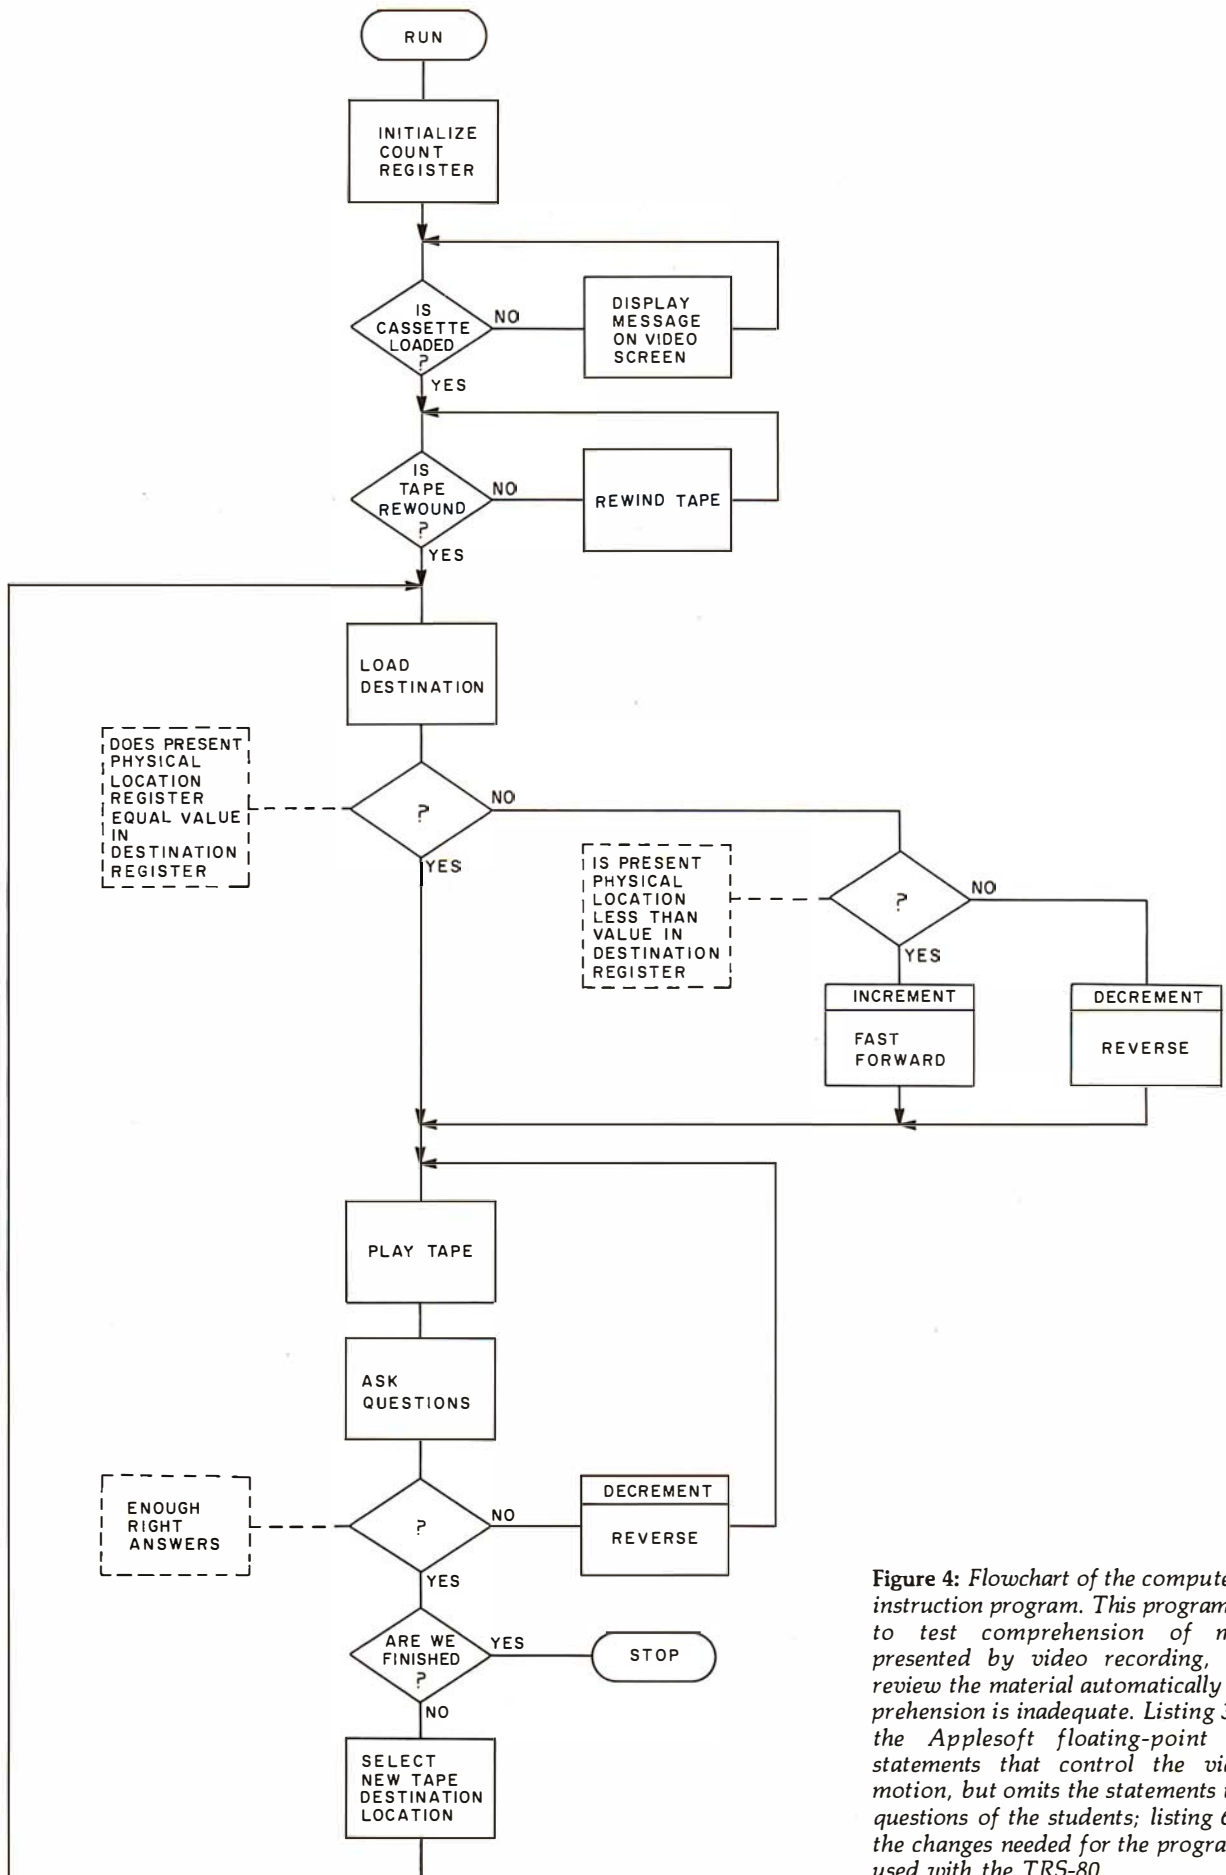 RUN
INITIALIZE
COUNT
REGISTER
IS
CASSETTE
LOADED
?
NO
YES
DISPLAY
MESSAGE
ON VIDEO
SCREEN
IS
TAPE
REWOUND
?
NO
YES
REWIND TAPE
LOAD
DESTINATION
DOES PRESENT
PHYSICAL
LOCATION
REGISTER
EQUAL VALUE
IN
DESTINATION
REGISTER
?
NO
YES
IS PRESENT
PHYSICAL
LOCATION
LESS THAN
VALUE IN
DESTINATION
REGISTER
?
NO
YES
INCREMENT
FAST
FORWARD
DECREMENT
REVERSE
PLAY TAPE
ASK
QUESTIONS
ENOUGH
RIGHT
ANSWERS
?
NO
YES
DECREMENT
REVERSE
ARE WE
FINISHED
?
YES
NO
STOP
SELECT
NEW TAPE
DESTINATION
LOCATION
Figure 4: Flowchart of the compute
instruction program. This program
to test comprehension of m
presented by video recording,
review the material automatically
prehension is inadequate. Listing 3
the Applesoft floating-point
statements that control the vi
motion, but omits the statements
questions of the students; listing 6
the changes needed for the program
used with the TRS-80